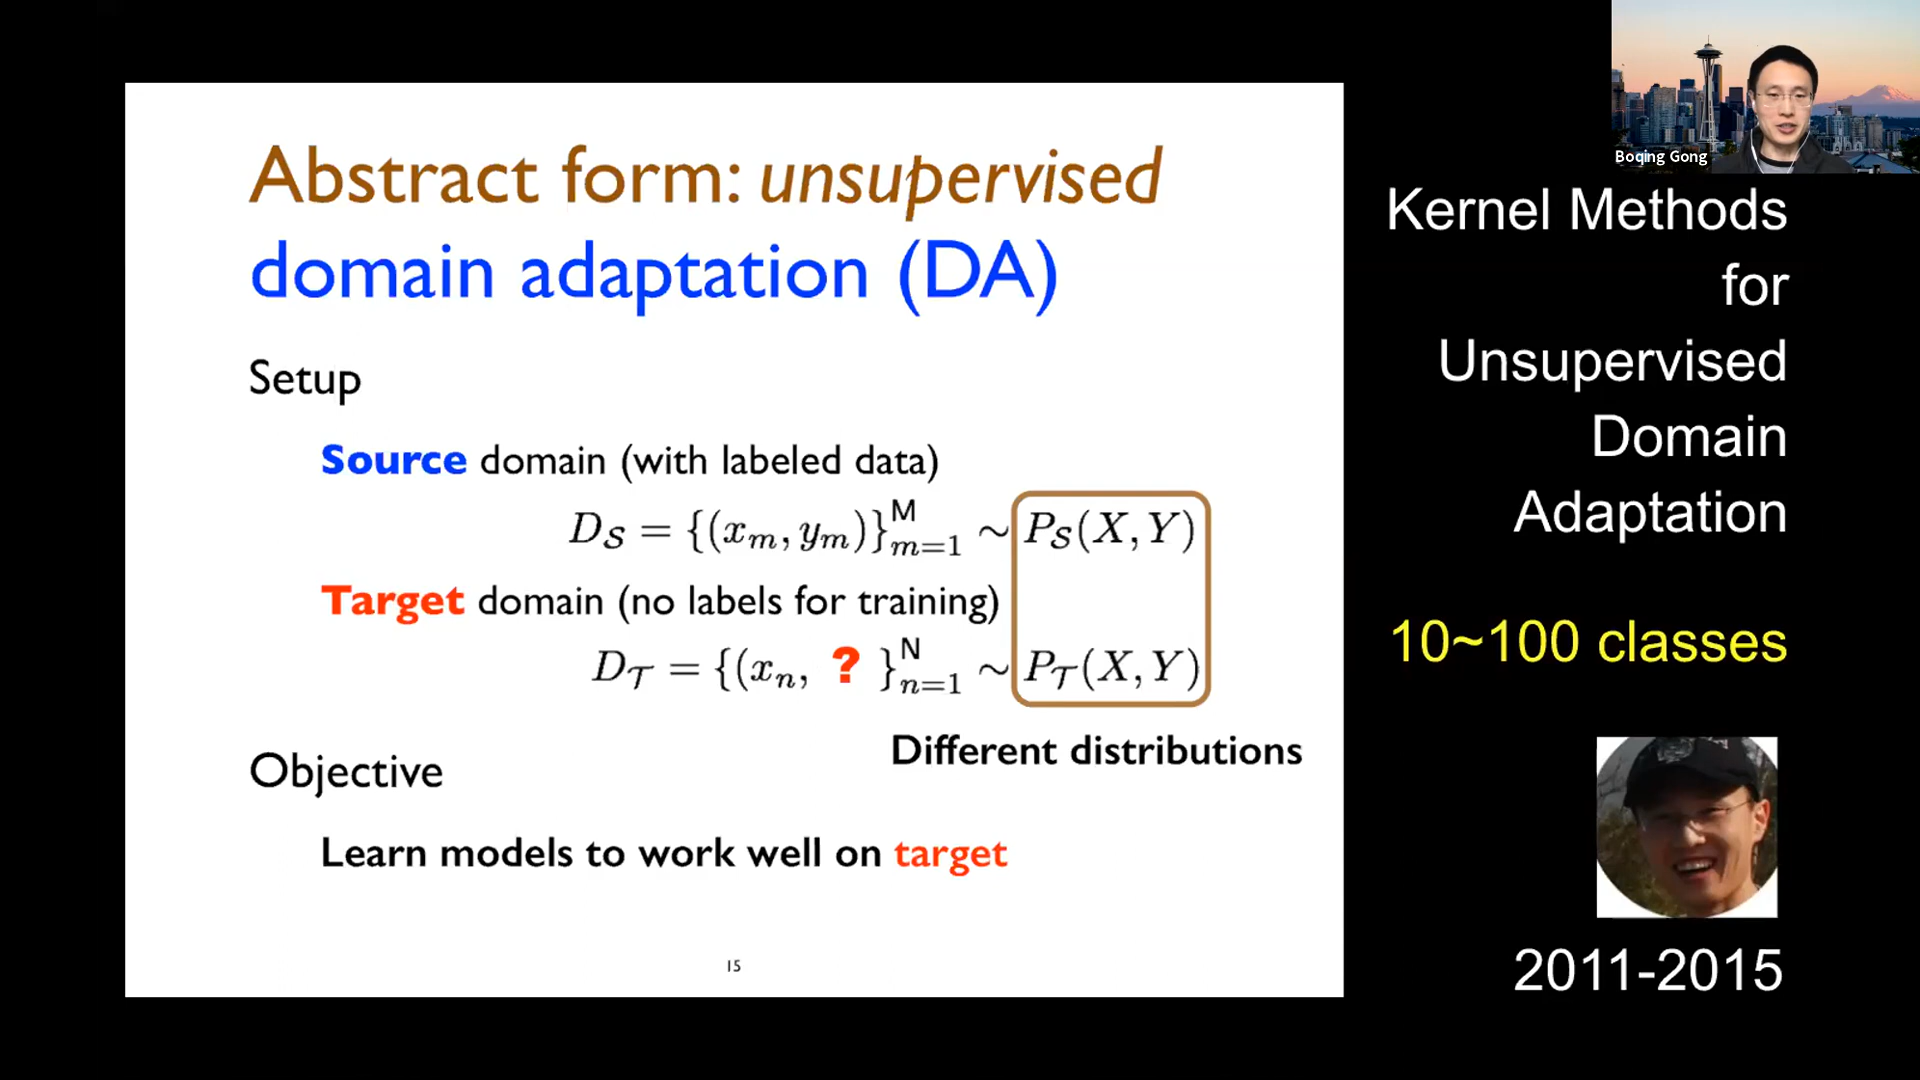 Abstract form: unsupervised
domain adaptation (DA)
Setup
Source domain (with labeled data)
D_S = {(x_m, y_m)}_{m=1}^M ~ P_S(X, Y)
Target domain (no labels for training)
D_T = {(x_n, ? }_{n=1}^N ~ P_T(X, Y)
Different distributions
Objective
Learn models to work well on target
15
Boqing Gong
Kernel Methods
for
Unsupervised
Domain
Adaptation
10~100 classes
2011-2015